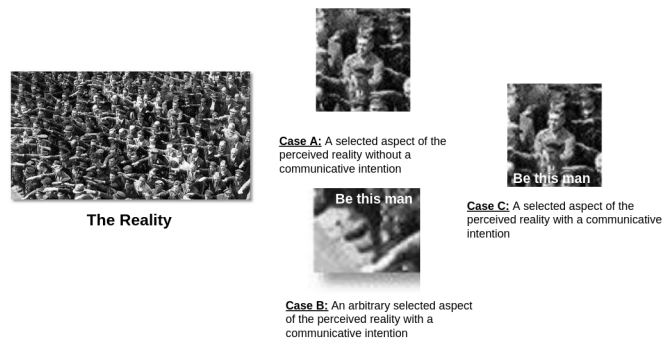 The Reality
Case A: A selected aspect of the
perceived reality without a
communicative intention
Be this man
Case B: An arbitrary selected aspect
of the perceived reality with a
communicative intention
Be this man
Case C: A selected aspect of the
perceived reality with a communicative
intention